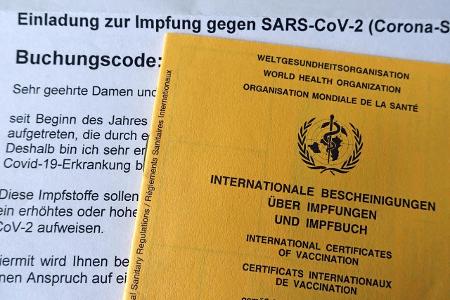 Einladung zur Impfung gegen SARS-CoV-2 (Corona-S
Buchungscode:
Sehr geehrte Damen und
seit Beginn des Jahres
aufgetreten, die durch e
Deshalb bin ich sehr er
Covid-19-Erkrankung b
Diese Impfstoffe sollen
ein erhöhtes oder hohe
CoV-2 aufweisen.
iermit wird Ihnen be
nen Anspruch auf ei
WELTGESUNDHEITSORGANISATION
WORLD HEALTH ORGANIZATION
ORGANISATION MONDIALE DE LA SANTÉ
INTERNATIONALE BESCHEINIGUNGEN
ÜBER IMPFUNGEN
UND IMPFBUCH
INTERNATIONAL CERTIFICATES
OF VACCINATION
CERTIFICATS INTERNATIONAUX
DE VACCINATION
Sanitary Regulations / Règlements Sanitaires Internationaux